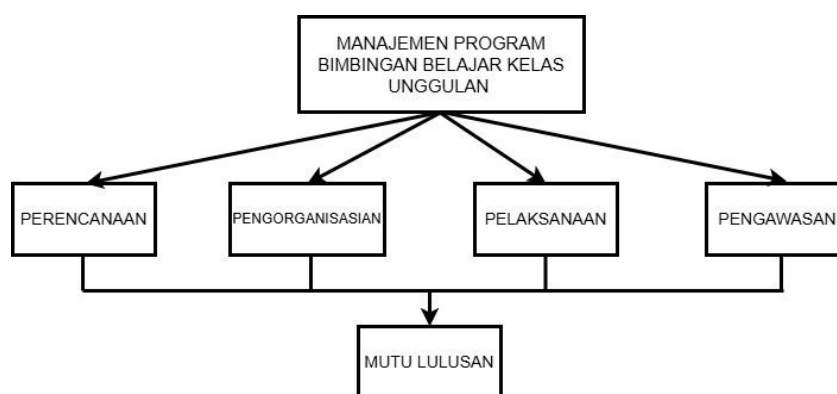 MANAJEMEN PROGRAM
BIMBINGAN BELAJAR KELAS
UNGGULAN
PERENCANAAN
PENGORGANISASIAN
PELAKSANAAN
PENGAWASAN
MUTU LULUSAN